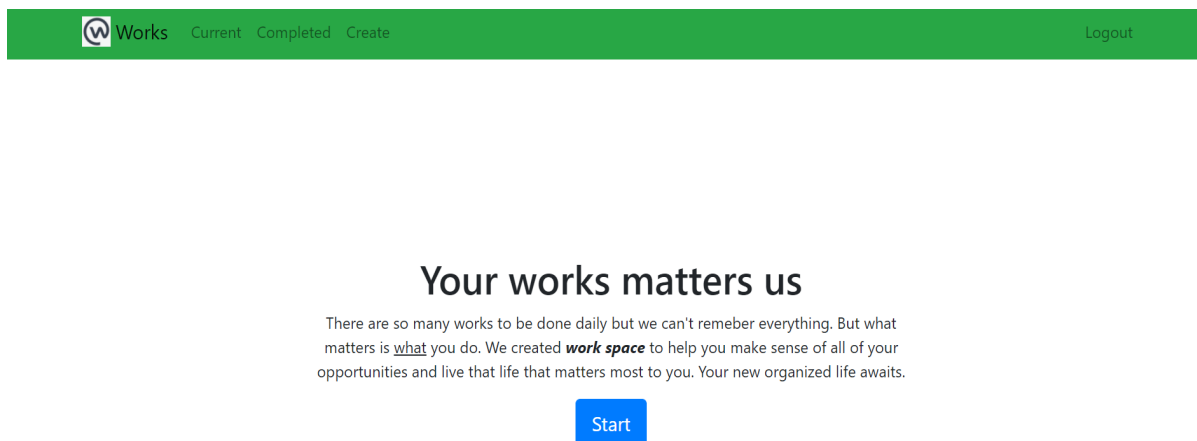 Works Current Completed Create Logout
Your works matters us
There are so many works to be done daily but we can't remeber everything. But what
matters is what you do. We created work space to help you make sense of all of your
opportunities and live that life that matters most to you. Your new organized life awaits.
Start